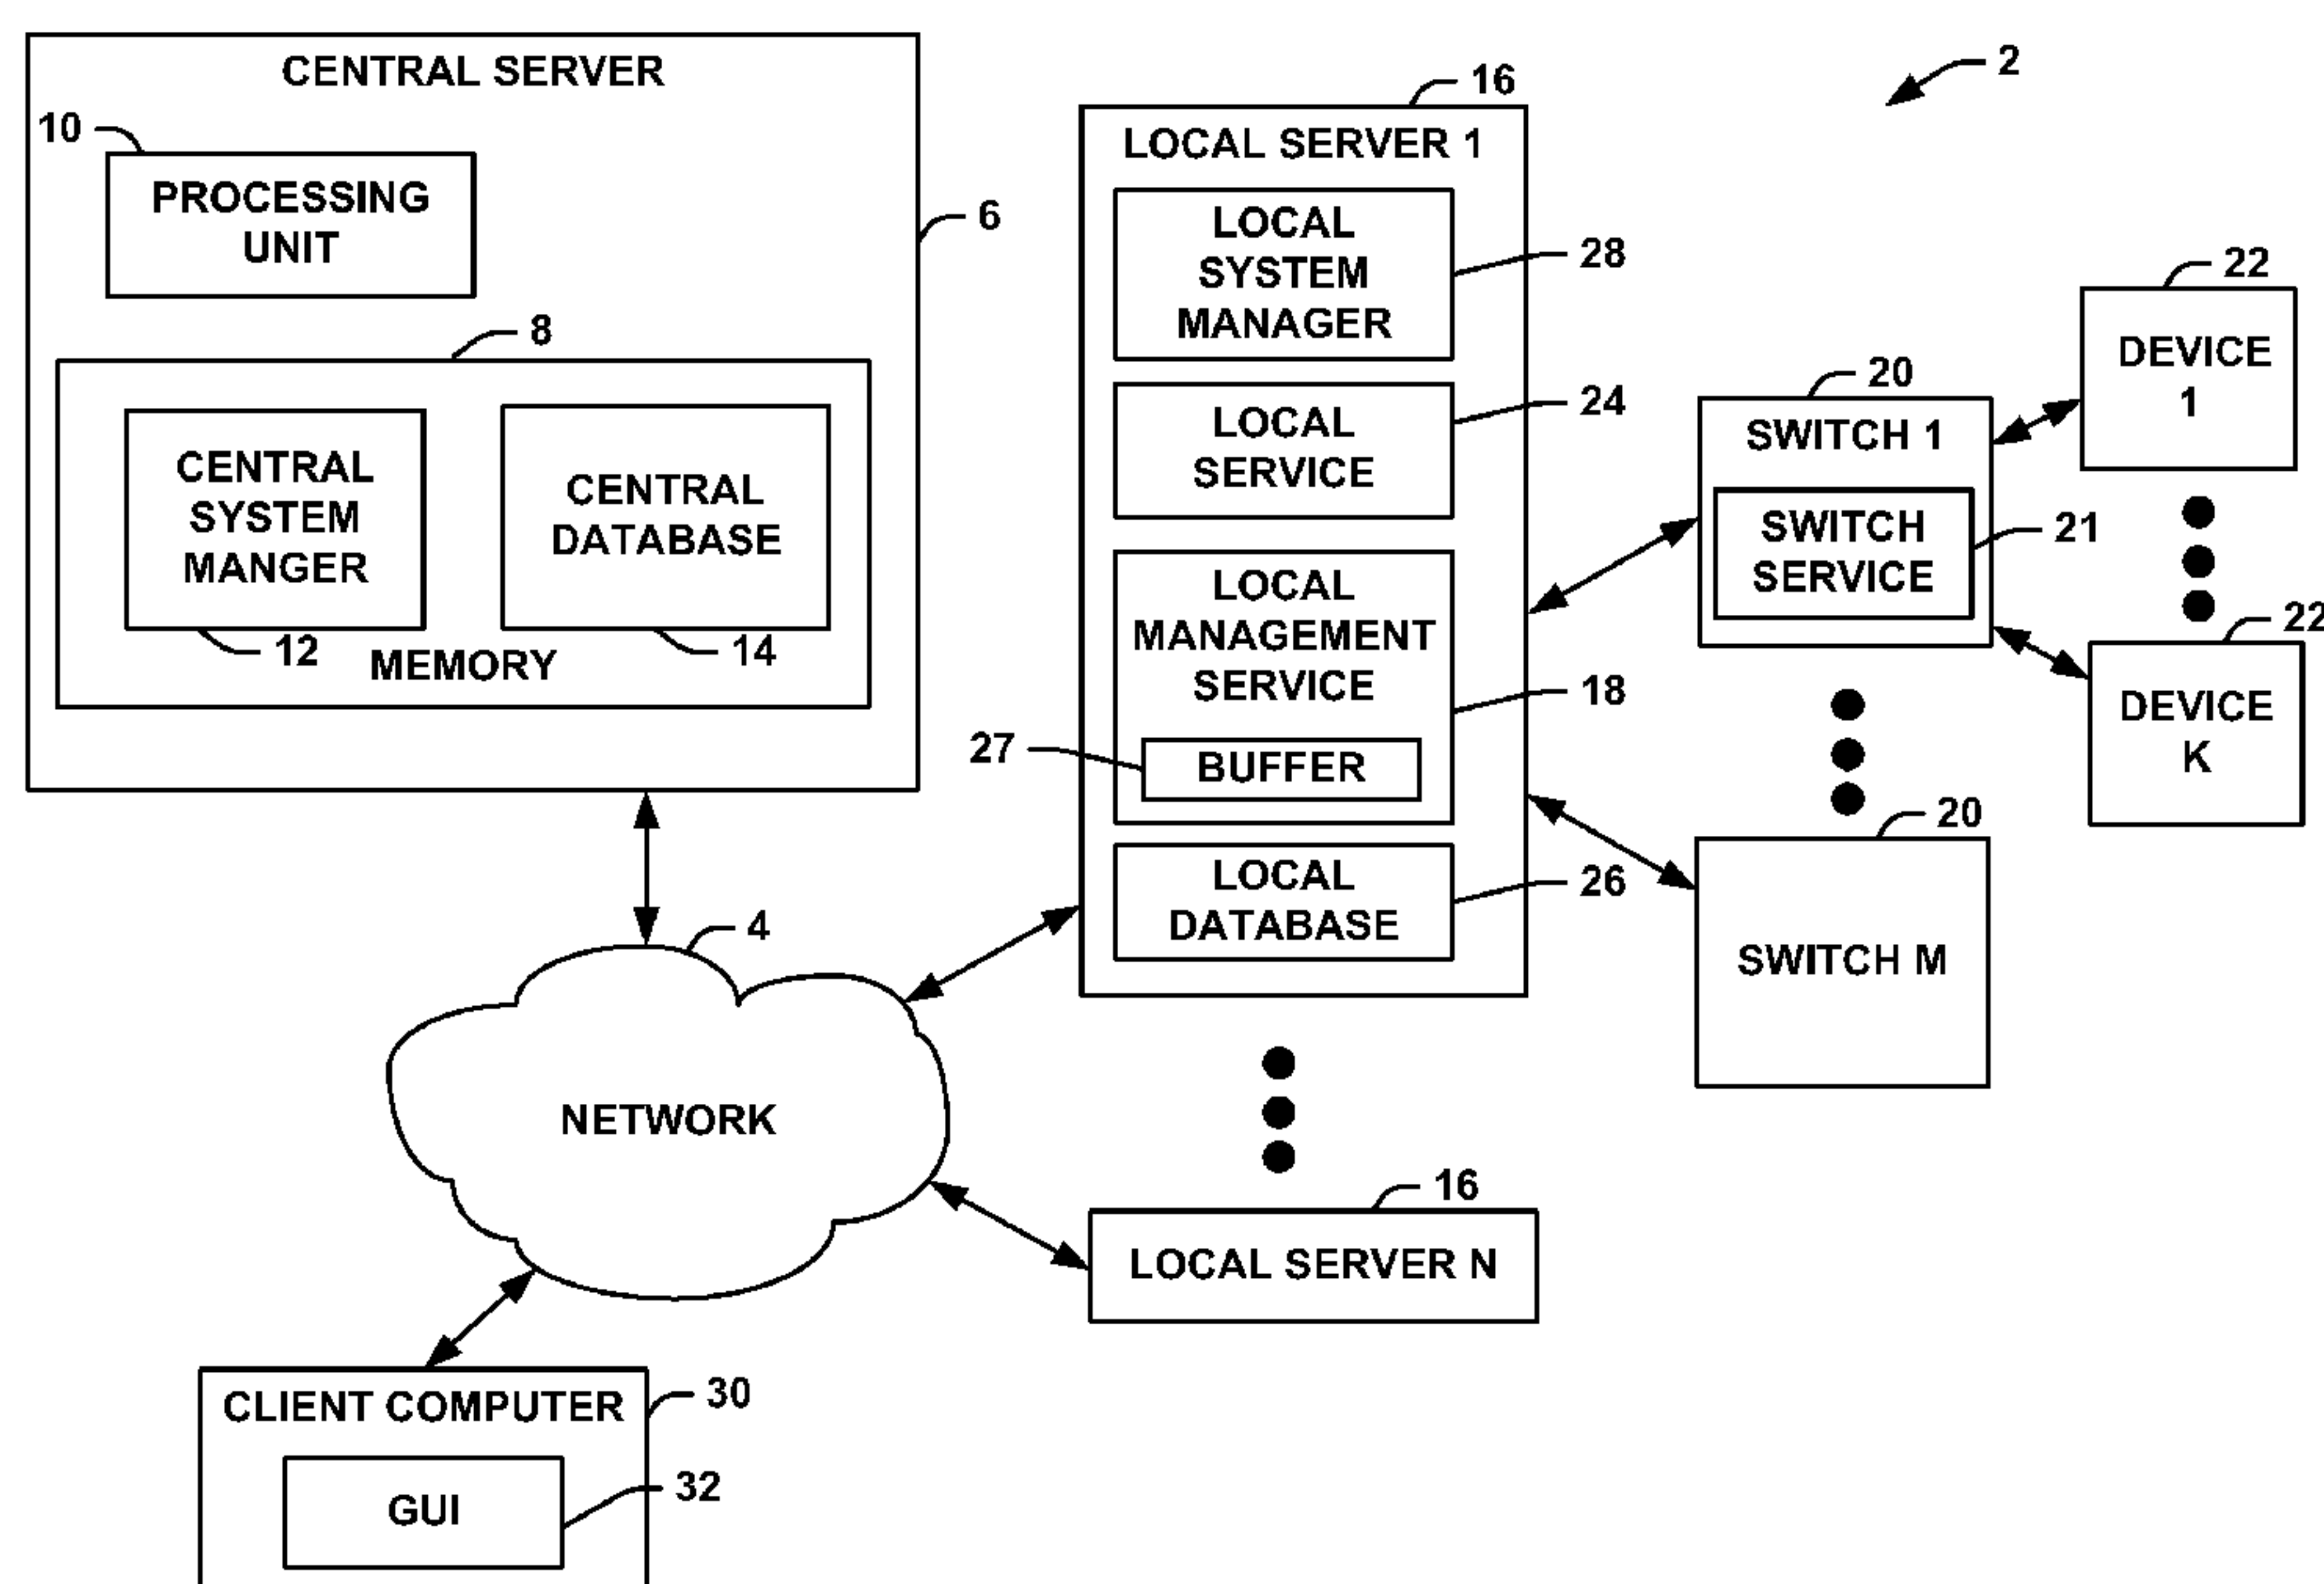 CENTRAL SERVER
10
PROCESSING
UNIT
6
8
CENTRAL
SYSTEM
MANGER
CENTRAL
DATABASE
12
14
MEMORY
16
LOCAL SERVER 1
LOCAL
SYSTEM
MANAGER
28
LOCAL
SERVICE
24
LOCAL
MANAGEMENT
SERVICE
18
27
BUFFER
LOCAL
DATABASE
26
2
20
SWITCH 1
SWITCH
SERVICE
21
22
DEVICE
1
22
DEVICE
K
20
SWITCH M
4
NETWORK
16
LOCAL SERVER N
CLIENT COMPUTER
30
GUI
32